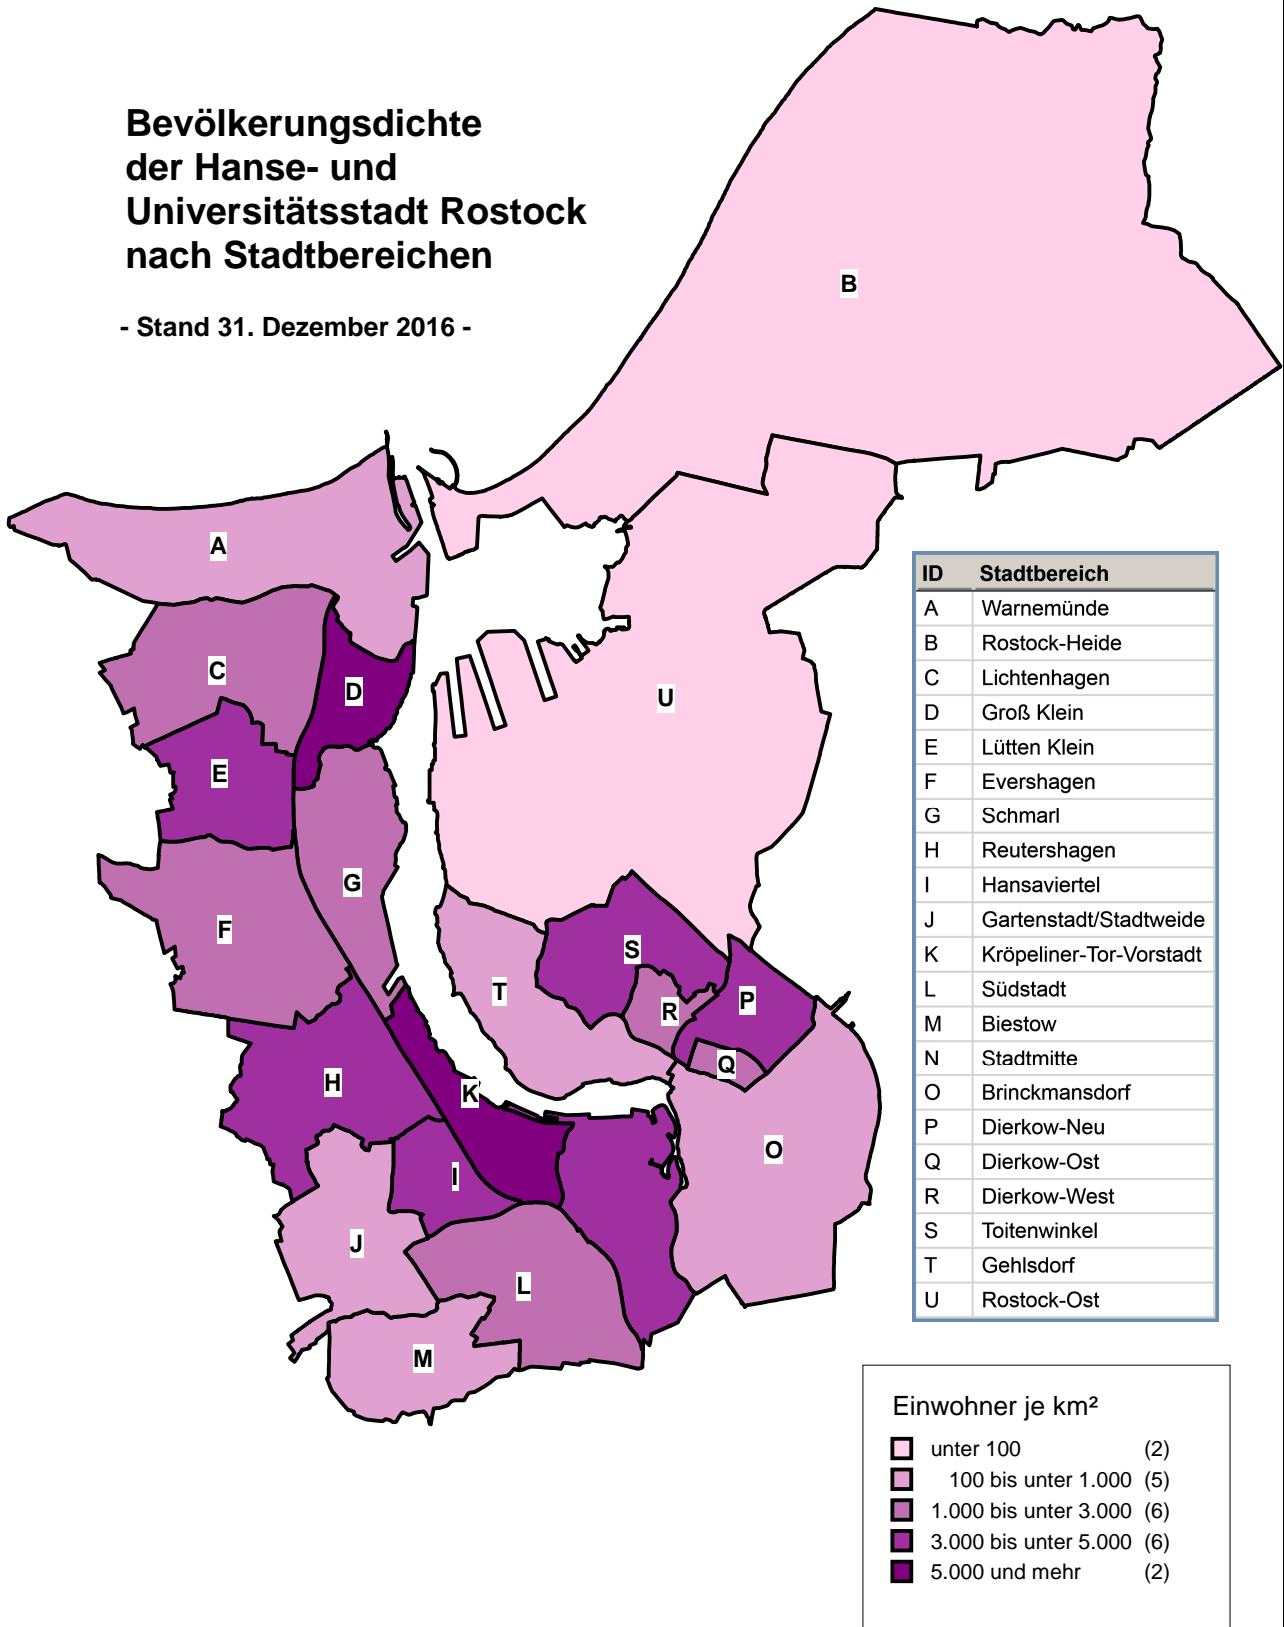 Bevölkerungsdichte
der Hanse- und
Universitätsstadt Rostock
nach Stadtbereichen
- Stand 31. Dezember 2016 -
B
A
C
D
E
U
G
F
S
T
R
P
Q
H
K
I
O
J
L
M
ID Stadtbereich
A Warnemünde
B Rostock-Heide
C Lichtenhagen
D Groß Klein
E Lütten Klein
F Evershagen
G Schmarl
H Reutershagen
I Hansaviertel
J Gartenstadt/Stadtweide
K Kröpeliner-Tor-Vorstadt
L Südstadt
M Biestow
N Stadtmitte
O Brinckmansdorf
P Dierkow-Neu
Q Dierkow-Ost
R Dierkow-West
S Toitenwinkel
T Gehlsdorf
U Rostock-Ost
Einwohner je km²
unter 100 (2)
100 bis unter 1.000 (5)
1.000 bis unter 3.000 (6)
3.000 bis unter 5.000 (6)
5.000 und mehr (2)